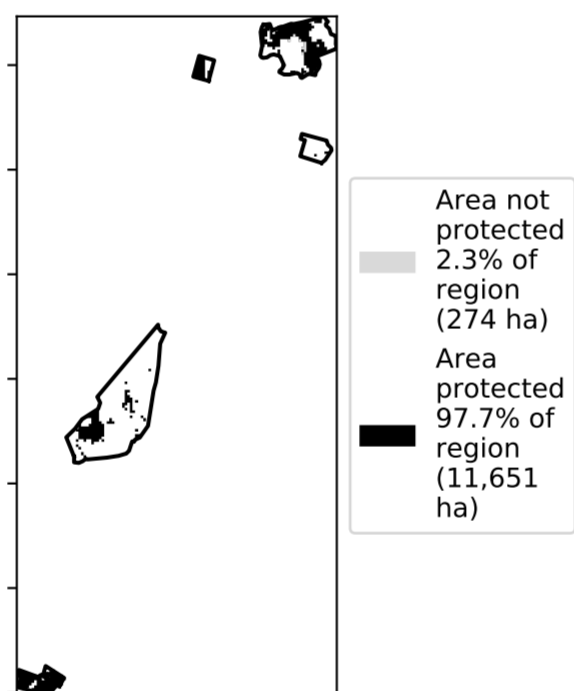 Area not
protected
2.3% of
region
(274 ha)
Area
protected
97.7% of
region
(11,651
ha)